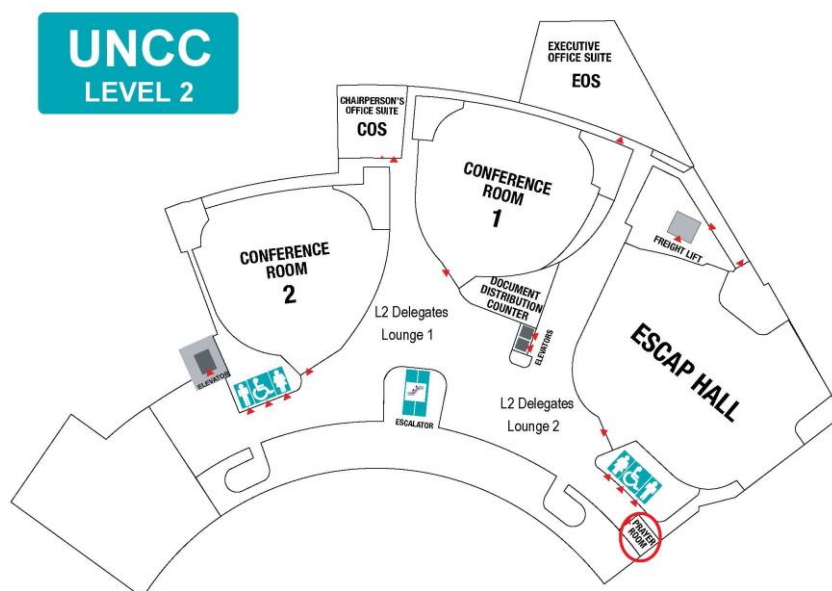 UNCC
LEVEL 2
EXECUTIVE
OFFICE SUITE
EOS
CHAIRPERSON'S
OFFICE SUITE
COS
CONFERENCE
ROOM
1
CONFERENCE
ROOM
2
FREIGHT LIFT
DOCUMENT
DISTRIBUTION
COUNTER
L2 Delegates
Lounge 1
ELEVATORS
ELEVATORS
ESCAP HALL
ESCALATOR
L2 Delegates
Lounge 2
PRAYER
ROOM